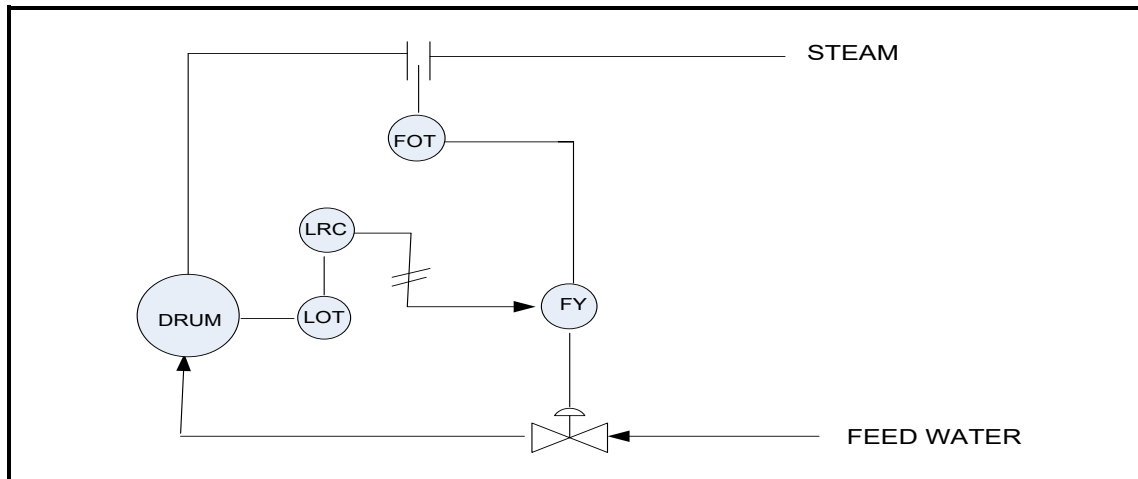 STEAM
FOT
LRC
FY
DRUM
LOT
FEED WATER